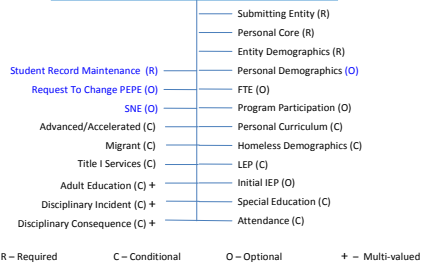 Submitting Entity (R)
Personal Core (R)
Entity Demographics (R)
Student Record Maintenance (R)
Personal Demographics (O)
Request To Change PEPE (O)
FTE (O)
SNE (O)
Program Participation (O)
Advanced/Accelerated (C)
Personal Curriculum (C)
Migrant (C)
Homeless Demographics (C)
Title I Services (C)
LEP (C)
Adult Education (C) +
Initial IEP (O)
Disciplinary Incident (C) +
Special Education (C)
Disciplinary Consequence (C) +
Attendance (C)
R – Required C – Conditional O – Optional + – Multi-valued